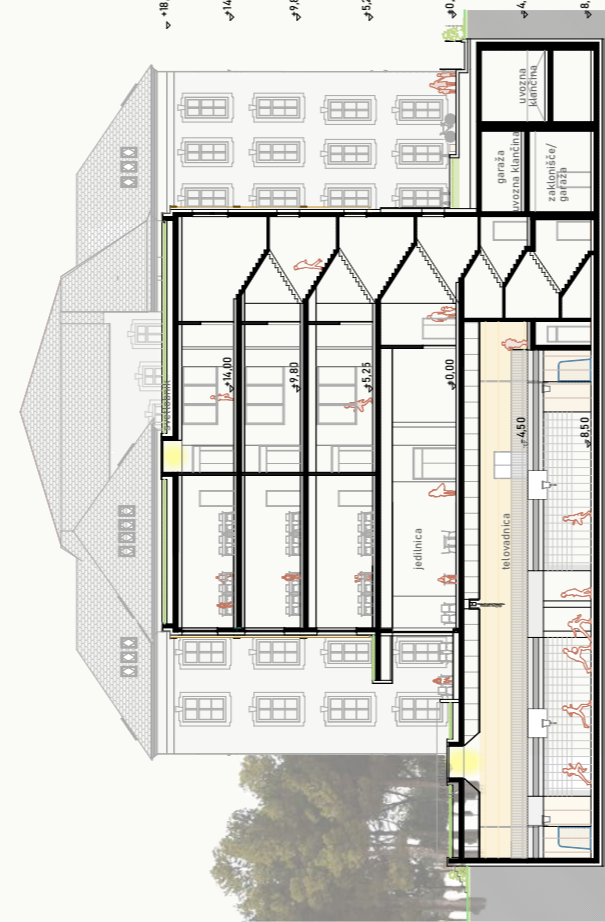 +18,
+14
+14,00
+9,8
+9,80
+5,2
+5,25
jedilnica
±0,00
±0,
telovadnica
garaža
uvozna klančina
uvozna
klančina
4,50
4,
zaklonišče/
garaža
8,50
8,